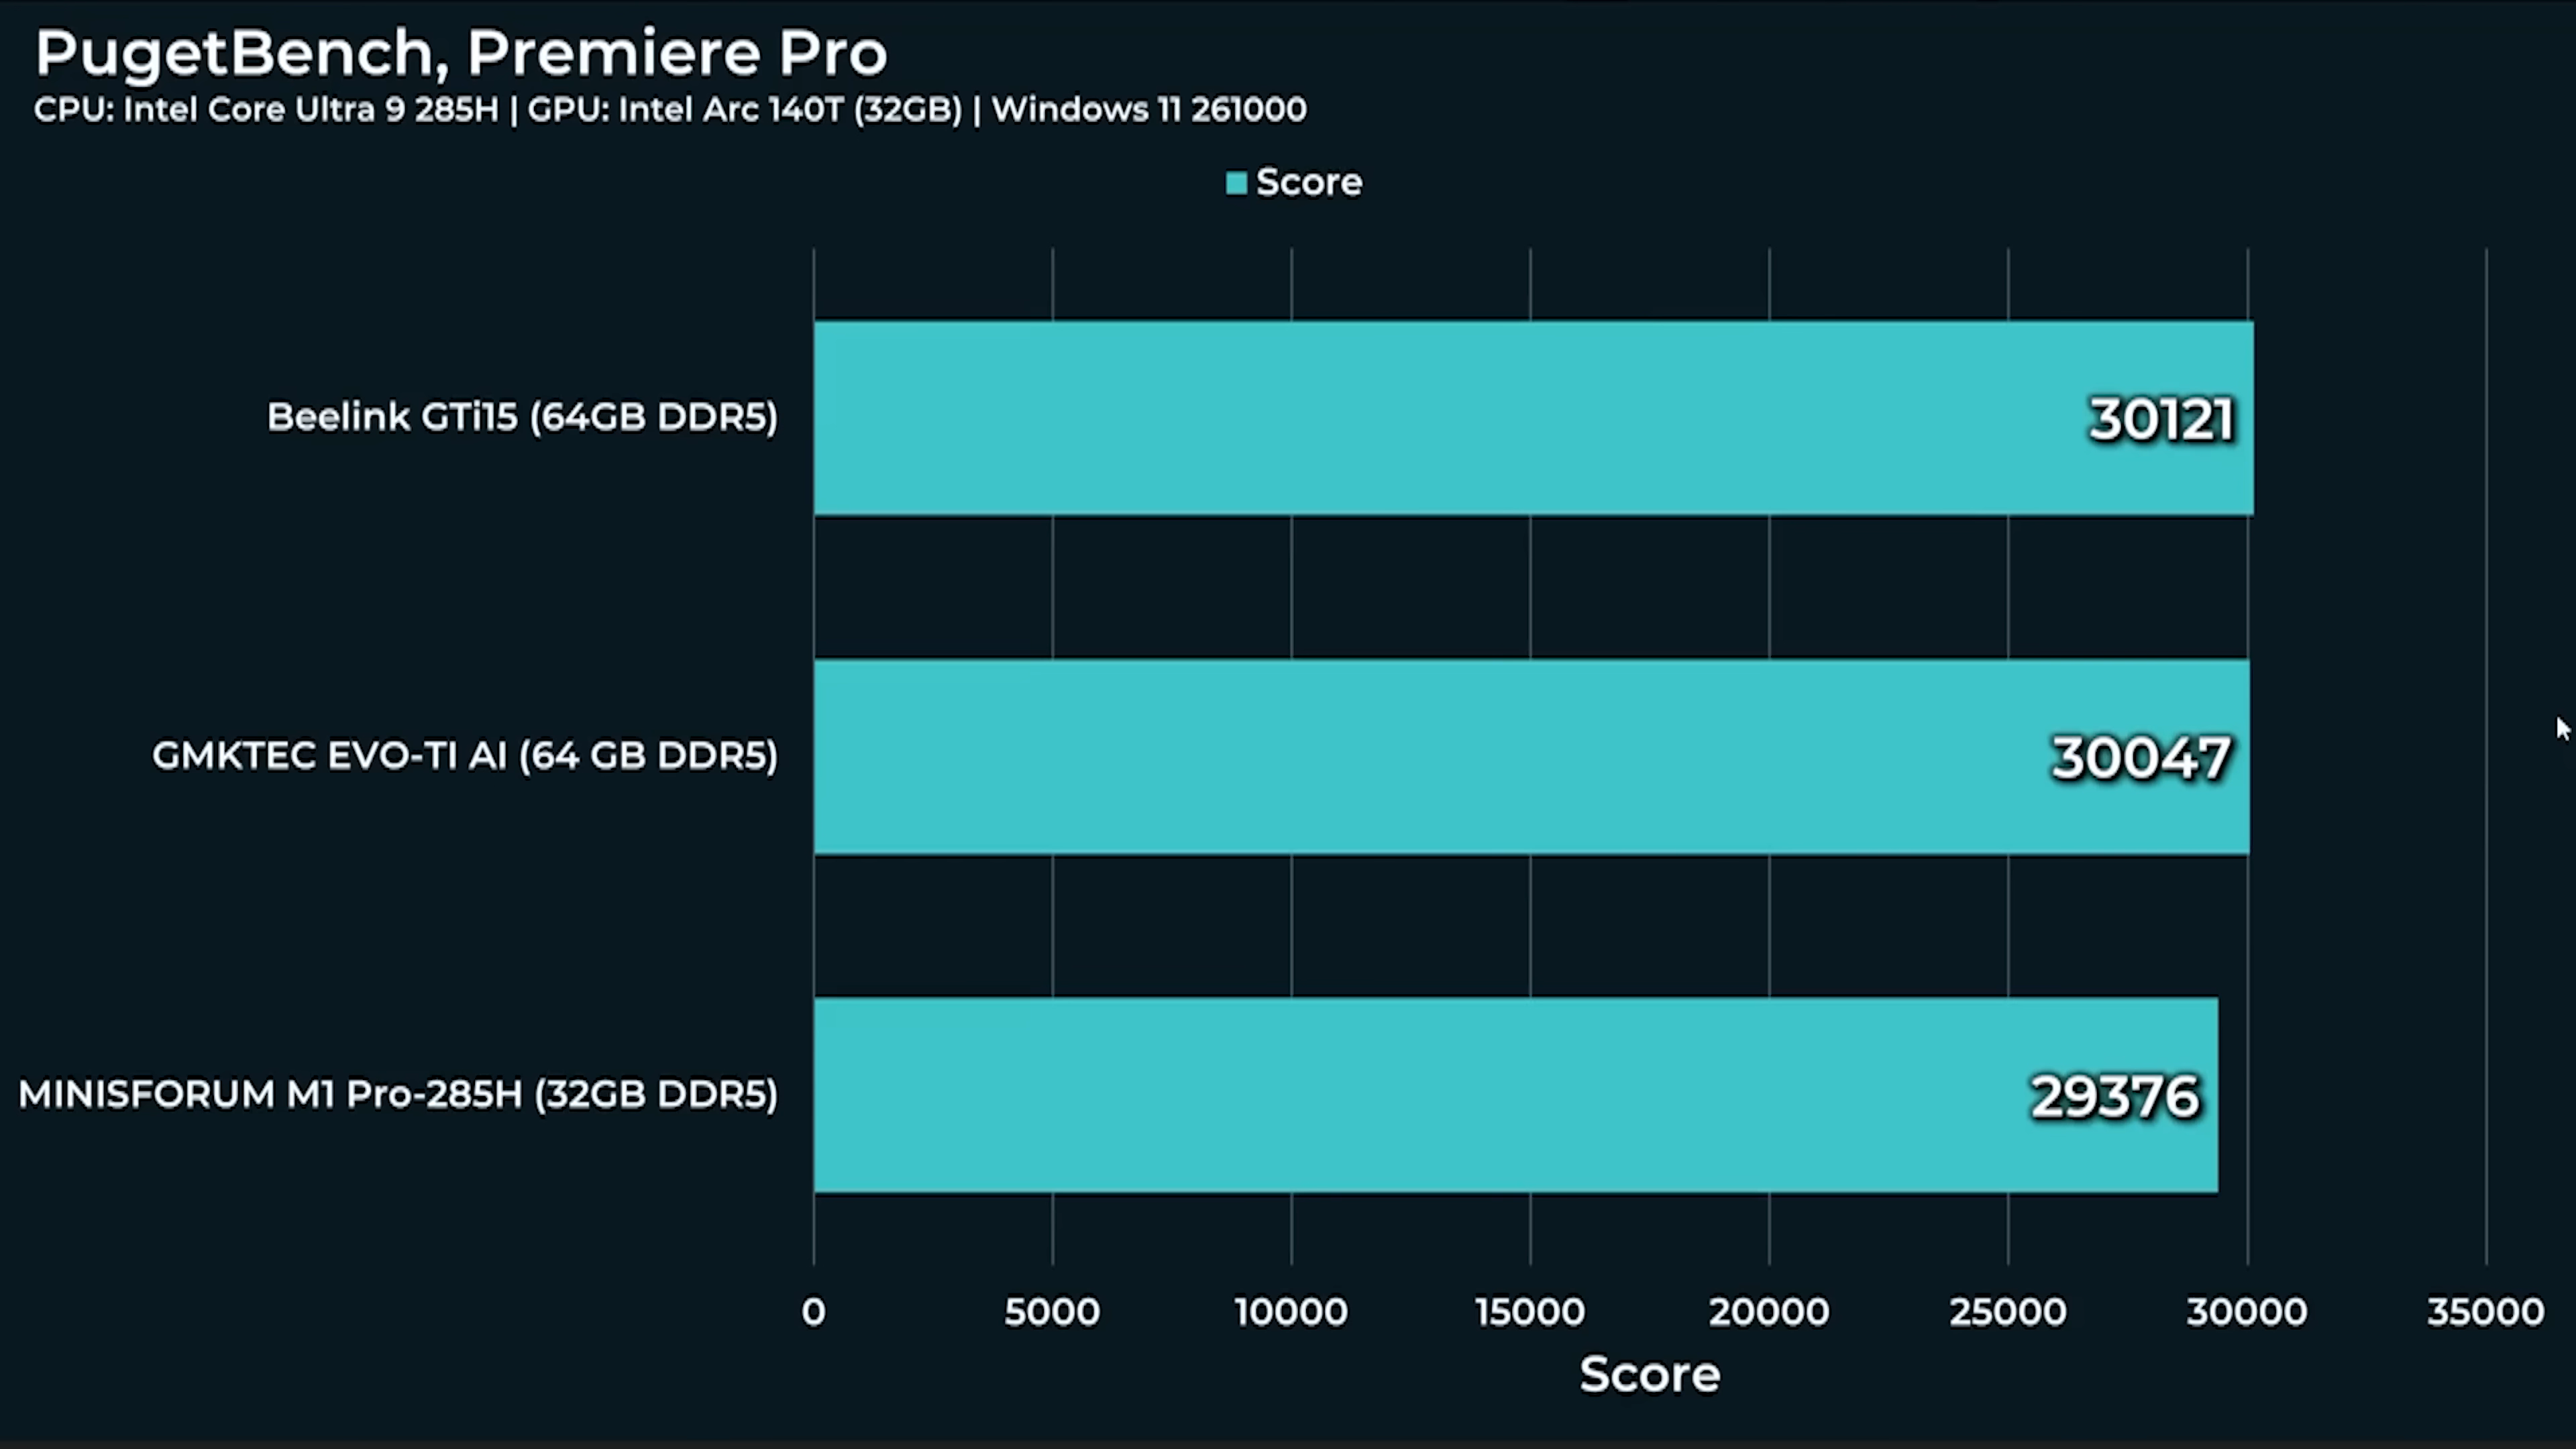 PugetBench, Premiere Pro
CPU: Intel Core Ultra 9 285H | GPU: Intel Arc 140T (32GB) | Windows 11 261000
Score
Beelink GTi15 (64GB DDR5)
30121
GMKTEC EVO-TI AI (64 GB DDR5)
30047
MINISFORUM M1 Pro-285H (32GB DDR5)
29376
0 5000 10000 15000 20000 25000 30000 35000
Score